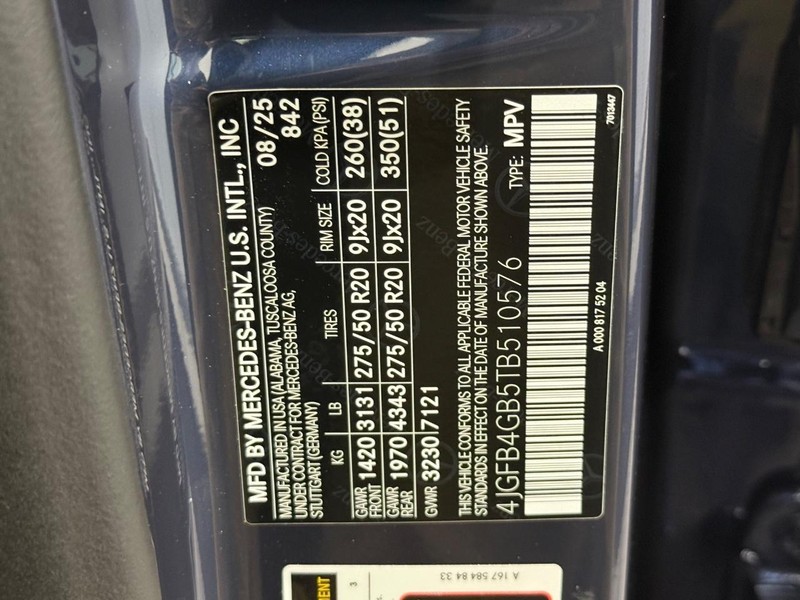 MFD BY MERCEDES-BENZ U.S. INTL., INC
MANUFACTURED IN USA (ALABAMA, TUSCALOOSA COUNTY) 08/25
UNDER CONTRACT FOR MERCEDES-BENZ AG, 842
STUTTGART (GERMANY)
KG LB TIRES RIM SIZE COLD KPA (PSI)
GAWR FRONT 1420 3131 275/50 R20 9Jx20 260(38)
GAWR REAR 1970 4343 275/50 R20 9Jx20 350(51)
GVWR 3230 7121
THIS VEHICLE CONFORMS TO ALL APPLICABLE FEDERAL MOTOR VEHICLE SAFETY
STANDARDS IN EFFECT ON THE DATE OF MANUFACTURE SHOWN ABOVE.
4JGFB4GB5TB510576 TYPE: MPV
A 000 817 52 04
7013447
A 167 584 84 33
3